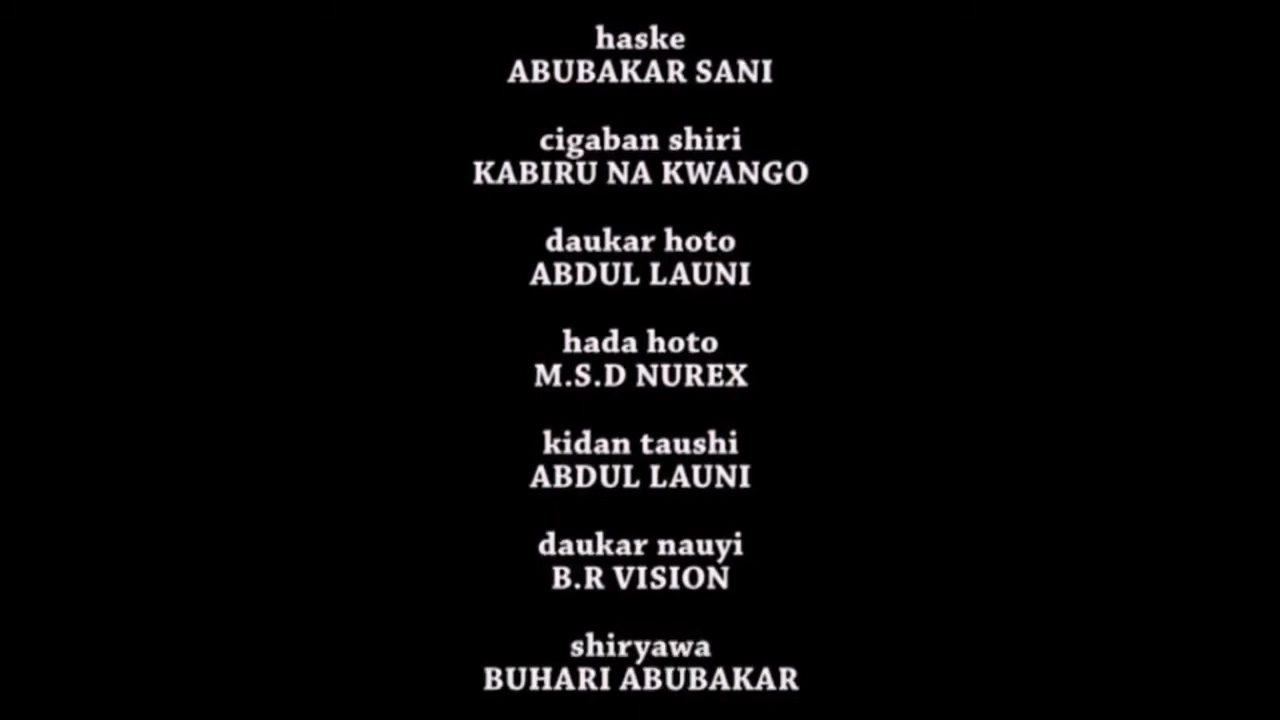 haske
ABUBAKAR SANI
cigaban shiri
KABIRU NA KWANGO
daukar hoto
ABDUL LAUNI
hada hoto
M.S.D NUREX
kidan taushi
ABDUL LAUNI
daukar nauyi
B.R VISION
shiryawa
BUHARI ABUBAKAR